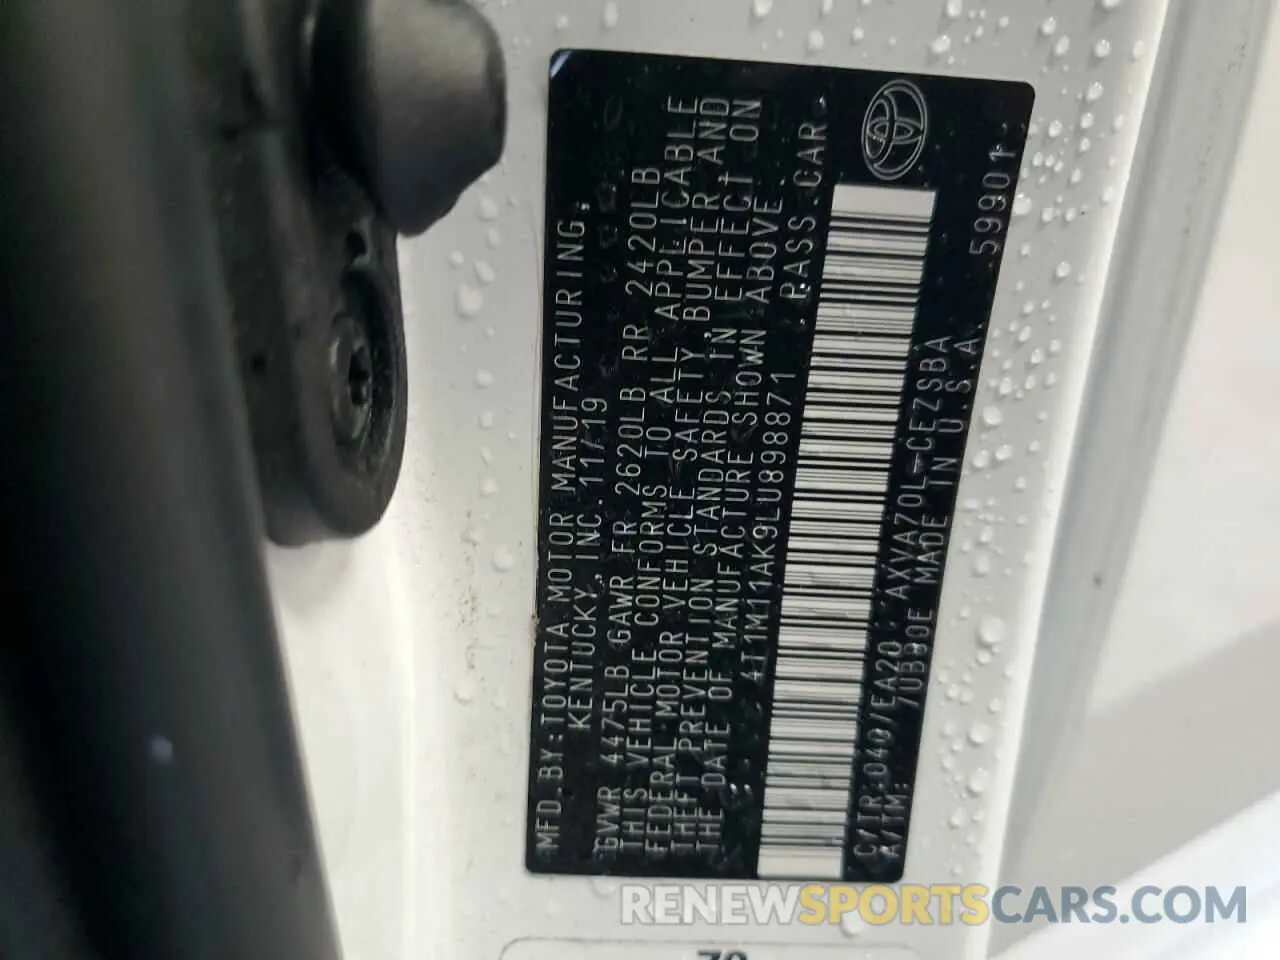 MFD.BY:TOYOTA MOTOR MANUFACTURING,
KENTUCKY, INC. 11/19
GVWR 4475LB GAWR FR 2620LB RR 2420LB
THIS VEHICLE CONFORMS TO ALL APPLICABLE
FEDERAL MOTOR VEHICLE SAFETY, BUMPER, AND
THEFT PREVENTION STANDARDS IN EFFECT ON
THE DATE OF MANUFACTURE SHOWN ABOVE.
4T1M11AK9LU898871 PASS.CAR
C/TR:040/EA20 AXVA70L-CEZSBA
A/TM: MADE IN U.S.A. 59901
RENEWSPORTSCARS.COM